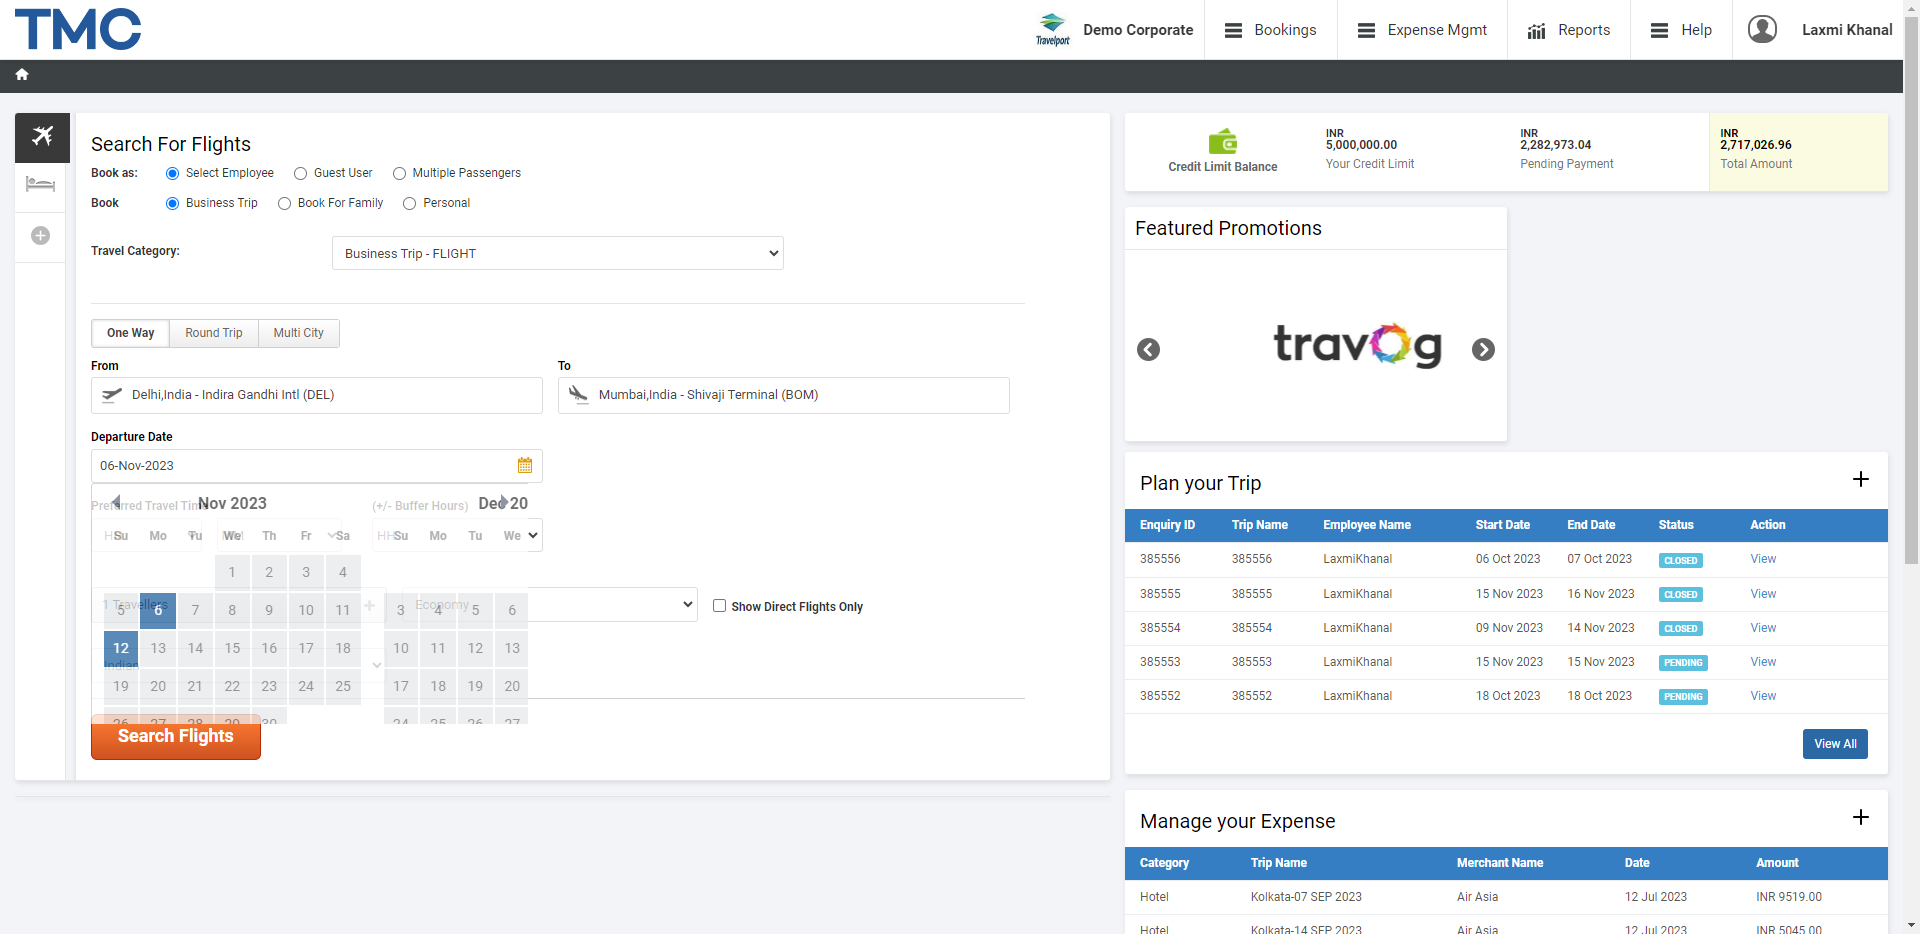 TMC
Travelport
Demo Corporate
Bookings
Expense Mgmt
Reports
Help
Laxmi Khanal
Search For Flights
Book as: Select Employee Guest User Multiple Passengers
Book Business Trip Book For Family Personal
Travel Category: Business Trip - FLIGHT
One Way Round Trip Multi City
From To
Delhi,India - Indira Gandhi Intl (DEL) Mumbai,India - Shivaji Terminal (BOM)
Departure Date
06-Nov-2023
Preferred Travel Tim (+/- Buffer Hours)
Nov 2023 Dec 20
HH HH
Su Mo Tu We Th Fr Sa Su Mo Tu We
1 2 3 4
1 Travellers Economy
5 6 7 8 9 10 11 3 4 5 6
Show Direct Flights Only
12 13 14 15 16 17 18 10 11 12 13
Indian
19 20 21 22 23 24 25 17 18 19 20
26 27 28 29 30 24 25 26 27
Search Flights
Credit Limit Balance
INR
5,000,000.00
Your Credit Limit
INR
2,282,973.04
Pending Payment
INR
2,717,026.96
Total Amount
Featured Promotions
travog
Plan your Trip
Enquiry ID Trip Name Employee Name Start Date End Date Status Action
385556 385556 LaxmiKhanal 06 Oct 2023 07 Oct 2023 CLOSED View
385555 385555 LaxmiKhanal 15 Nov 2023 16 Nov 2023 CLOSED View
385554 385554 LaxmiKhanal 09 Nov 2023 14 Nov 2023 CLOSED View
385553 385553 LaxmiKhanal 15 Nov 2023 15 Nov 2023 PENDING View
385552 385552 LaxmiKhanal 18 Oct 2023 18 Oct 2023 PENDING View
View All
Manage your Expense
Category Trip Name Merchant Name Date Amount
Hotel Kolkata-07 SEP 2023 Air Asia 12 Jul 2023 INR 9519.00
Hotel Kolkata-14 SEP 2023 Air Asia 12 Jul 2023 INR 5045.00